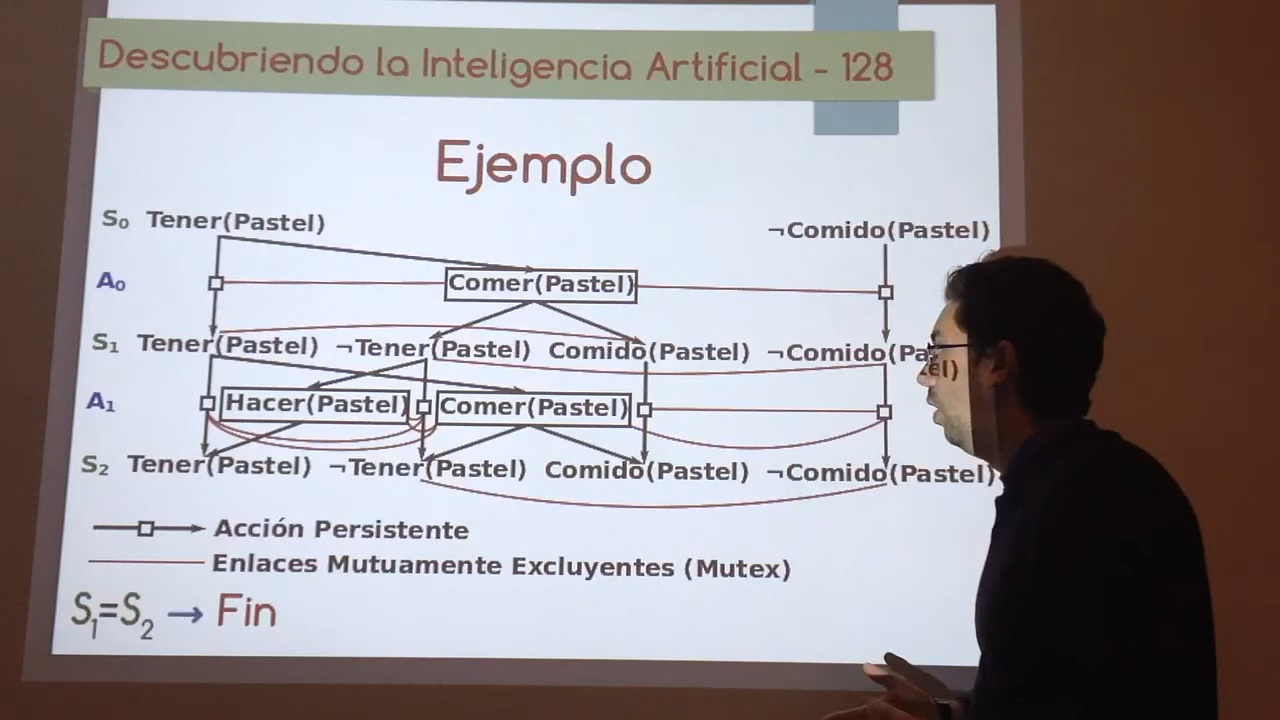 Descubriendo la Inteligencia Artificial - 128
Ejemplo
S₀ Tener(Pastel) ¬Comido(Pastel)
A₀ Comer(Pastel)
S₁ Tener(Pastel) ¬Tener(Pastel) Comido(Pastel) ¬Comido(Pastel)
A₁ Hacer(Pastel) Comer(Pastel)
S₂ Tener(Pastel) ¬Tener(Pastel) Comido(Pastel) ¬Comido(Pastel)
Acción Persistente
Enlaces Mutuamente Excluyentes (Mutex)
S₁=S₂ → Fin